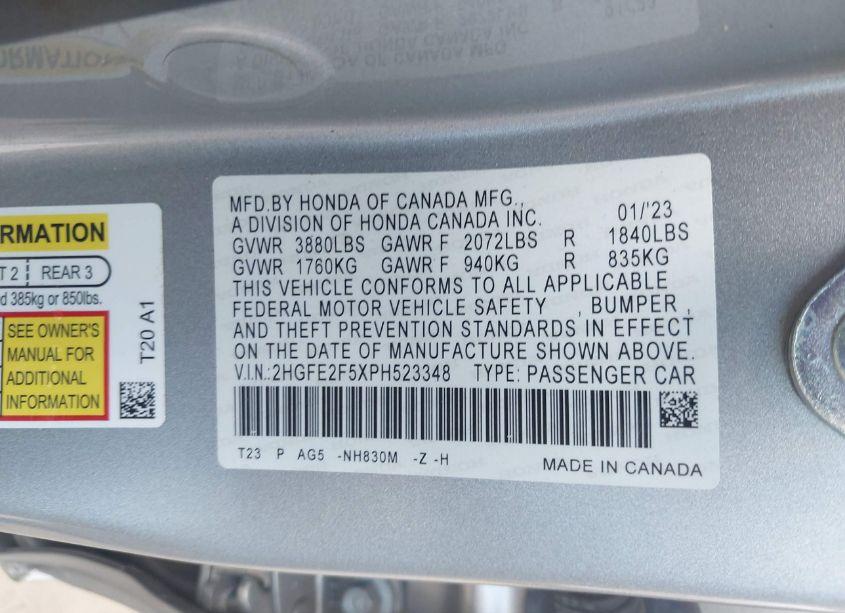 MFD.BY HONDA OF CANADA MFG.,
A DIVISION OF HONDA CANADA INC. 01/'23
GVWR 3880LBS GAWR F 2072LBS R 1840LBS
GVWR 1760KG GAWR F 940KG R 835KG
THIS VEHICLE CONFORMS TO ALL APPLICABLE
FEDERAL MOTOR VEHICLE SAFETY , BUMPER ,
AND THEFT PREVENTION STANDARDS IN EFFECT
ON THE DATE OF MANUFACTURE SHOWN ABOVE.
V.I.N.:2HGFE2F5XPH523348 TYPE: PASSENGER CAR
T23 P AG5 -NH830M -Z -H
MADE IN CANADA
RMATION
T 2 REAR 3
d 385kg or 850lbs.
SEE OWNER'S
MANUAL FOR
ADDITIONAL
INFORMATION
T20 A1